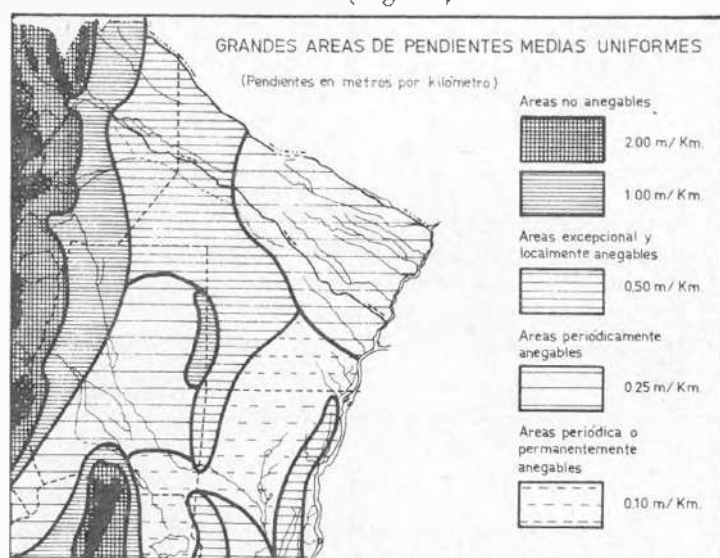 GRANDES AREAS DE PENDIENTES MEDIAS UNIFORMES
(Pendientes en metros por kilómetro)
Areas no anegables
2.00 m/Km.
1.00 m/Km.
Areas excepcional y
localmente anegables
0.50 m/Km.
Areas periódicamente
anegables
0.25 m/Km.
Areas periódica o
permanentemente
anegables
0.10 m/Km.